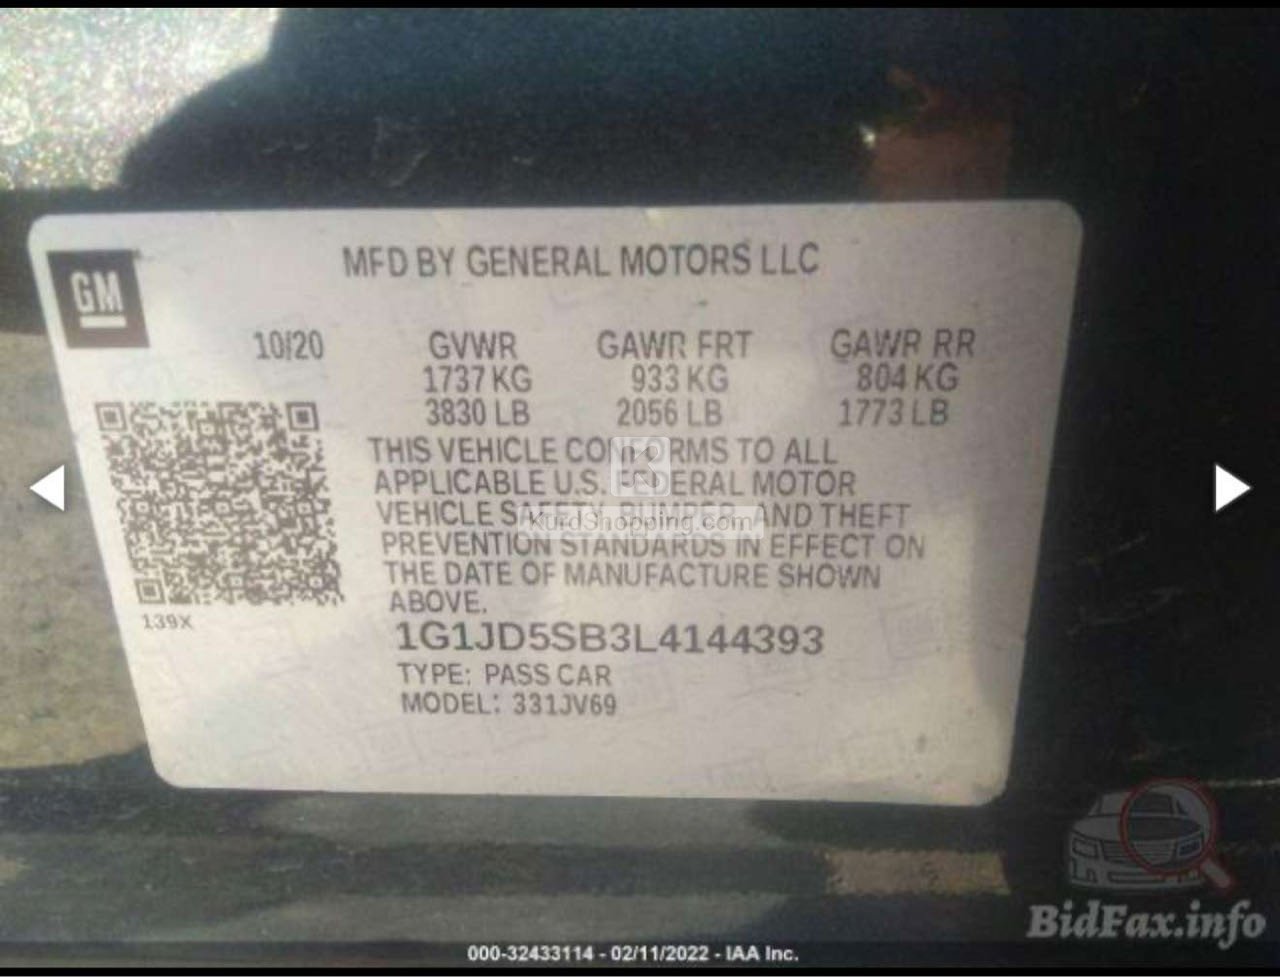 MFD BY GENERAL MOTORS LLC
GM
10/20 GVWR GAWR FRT GAWR RR
1737 KG 933 KG 804 KG
3830 LB 2056 LB 1773 LB
THIS VEHICLE CONFORMS TO ALL
APPLICABLE U.S. FEDERAL MOTOR
VEHICLE SAFETY, BUMPER, AND THEFT
KurdShopping.com
PREVENTION STANDARDS IN EFFECT ON
THE DATE OF MANUFACTURE SHOWN
ABOVE.
139X
1G1JD5SB3L4144393
TYPE: PASS CAR
MODEL: 331JV69
BidFax.info
000-32433114 - 02/11/2022 - IAA Inc.